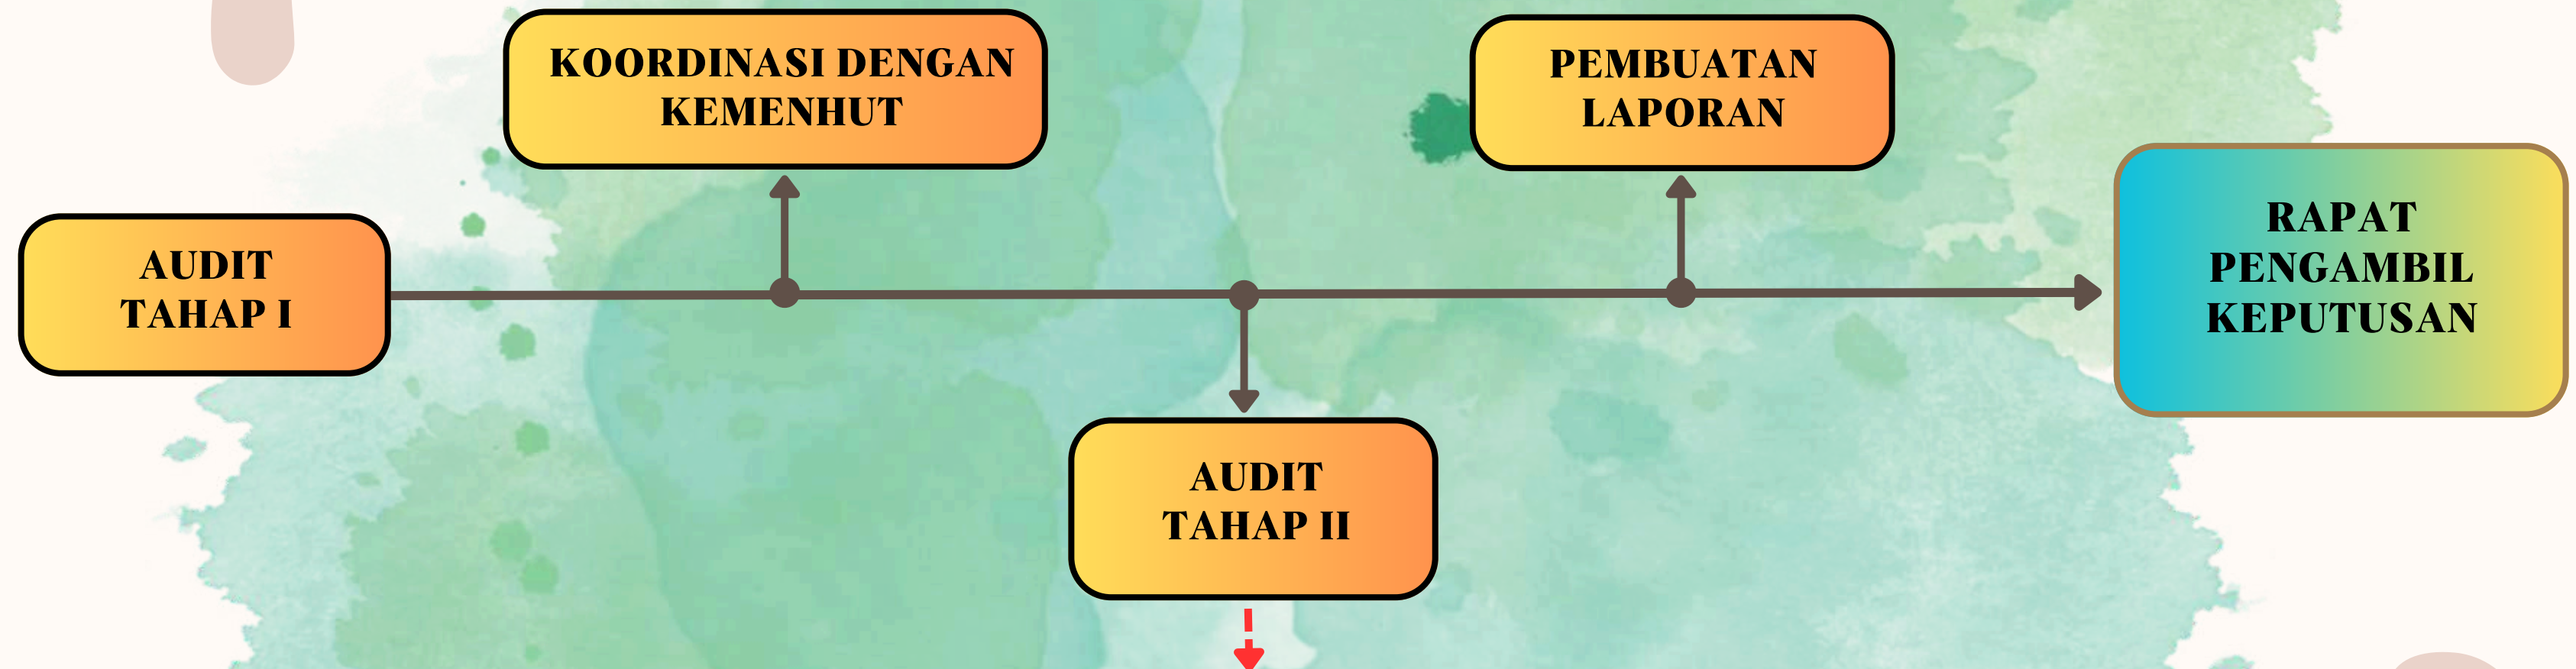 AUDIT
TAHAP I
KOORDINASI DENGAN
KEMENHUT
AUDIT
TAHAP II
PEMBUATAN
LAPORAN
RAPAT
PENGAMBIL
KEPUTUSAN